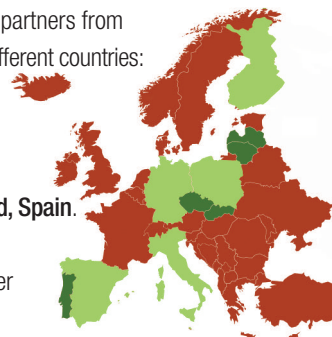 partners from
fferent countries:
d, Spain.
er